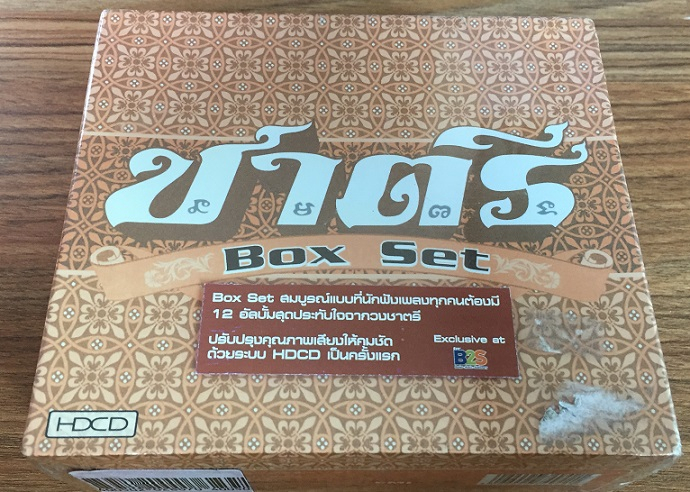 ชาตรี
Box Set
Box Set สมบูรณ์แบบที่นักฟังเพลงทุกคนต้องมี
12 อัลบั้มสุดประทับใจจากวงชาตรี
ปรับปรุงคุณภาพเสียงให้คมชัด
ด้วยระบบ HDCD เป็นครั้งแรก
Exclusive at
B2S
HDCD